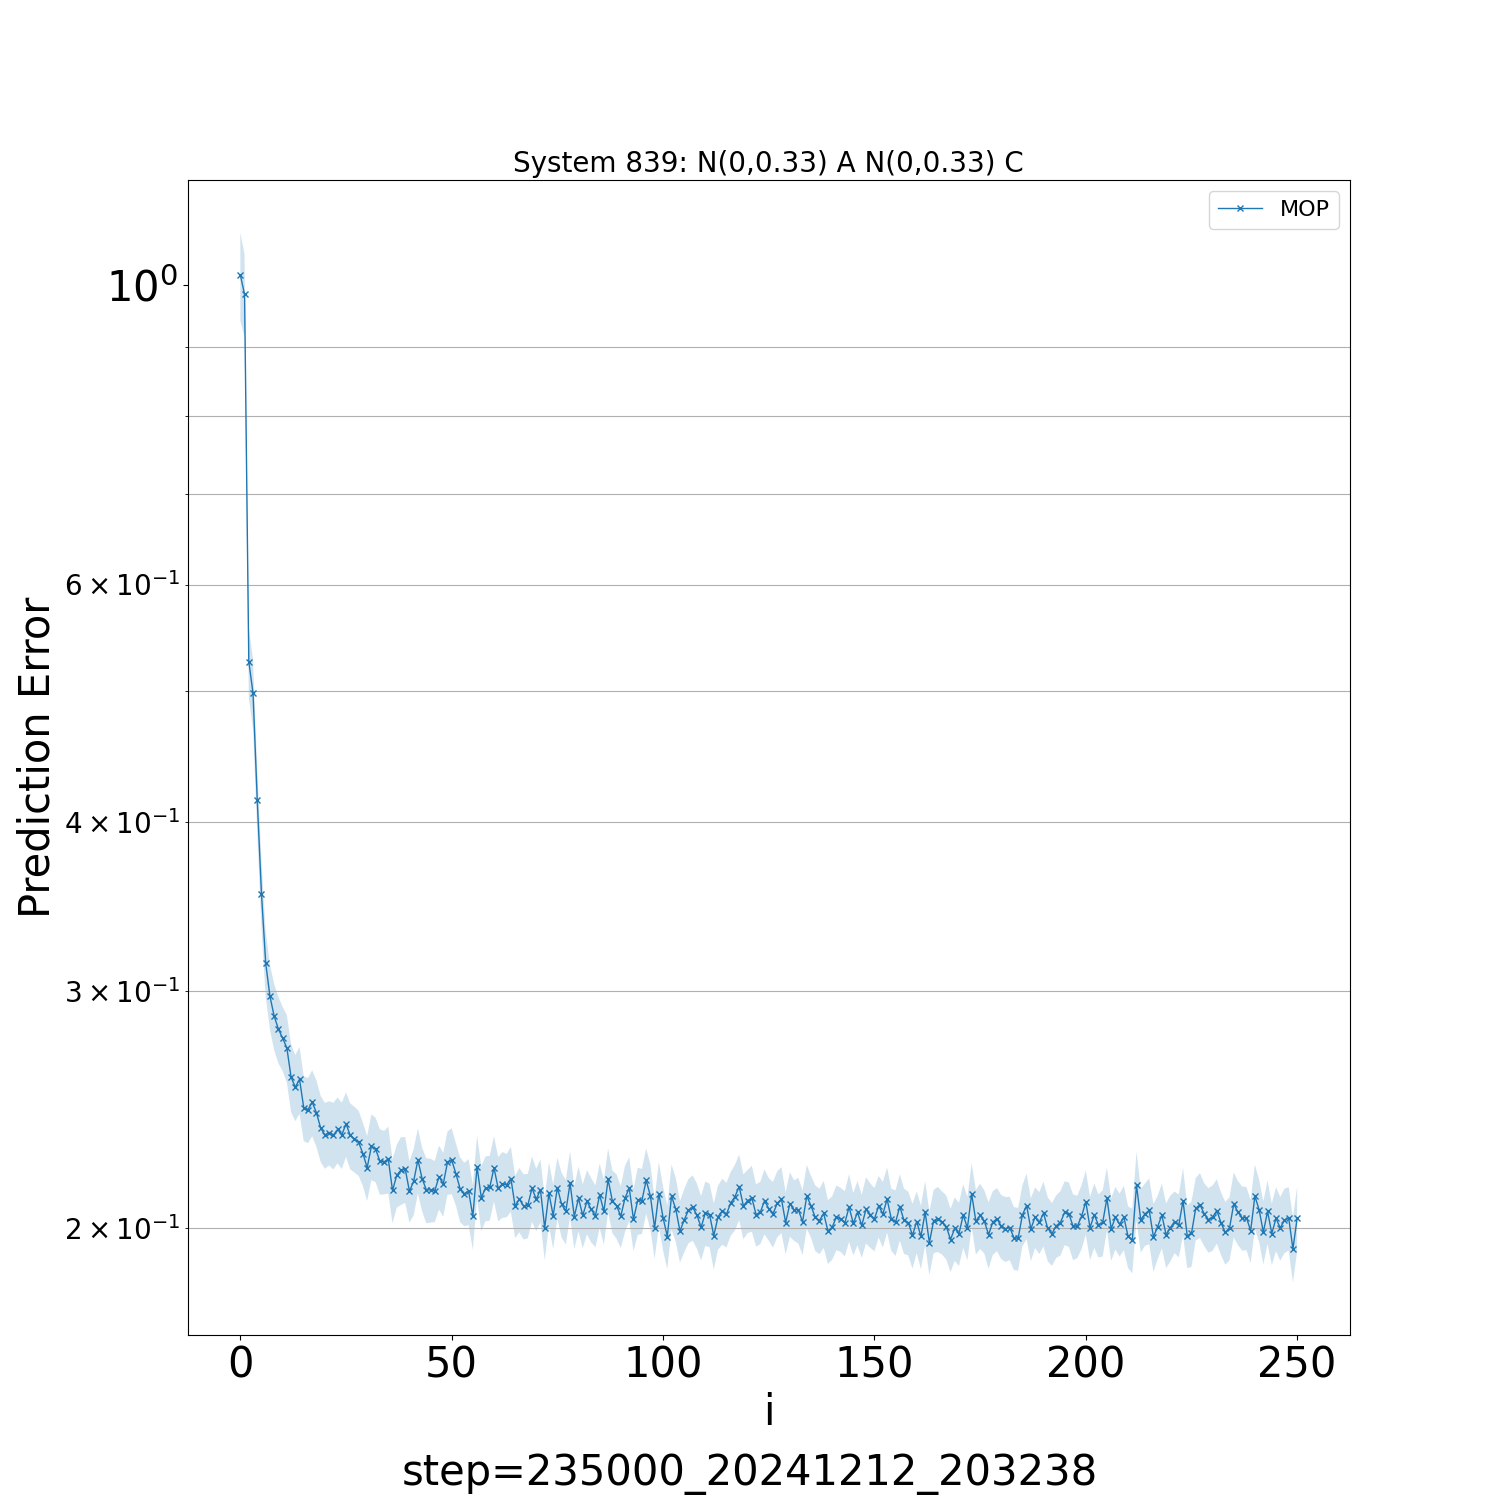 System 839: N(0,0.33) A N(0,0.33) C
MOP
10⁰
6 × 10⁻¹
4 × 10⁻¹
3 × 10⁻¹
2 × 10⁻¹
Prediction Error
0 50 100 150 200 250
i
step=235000_20241212_203238